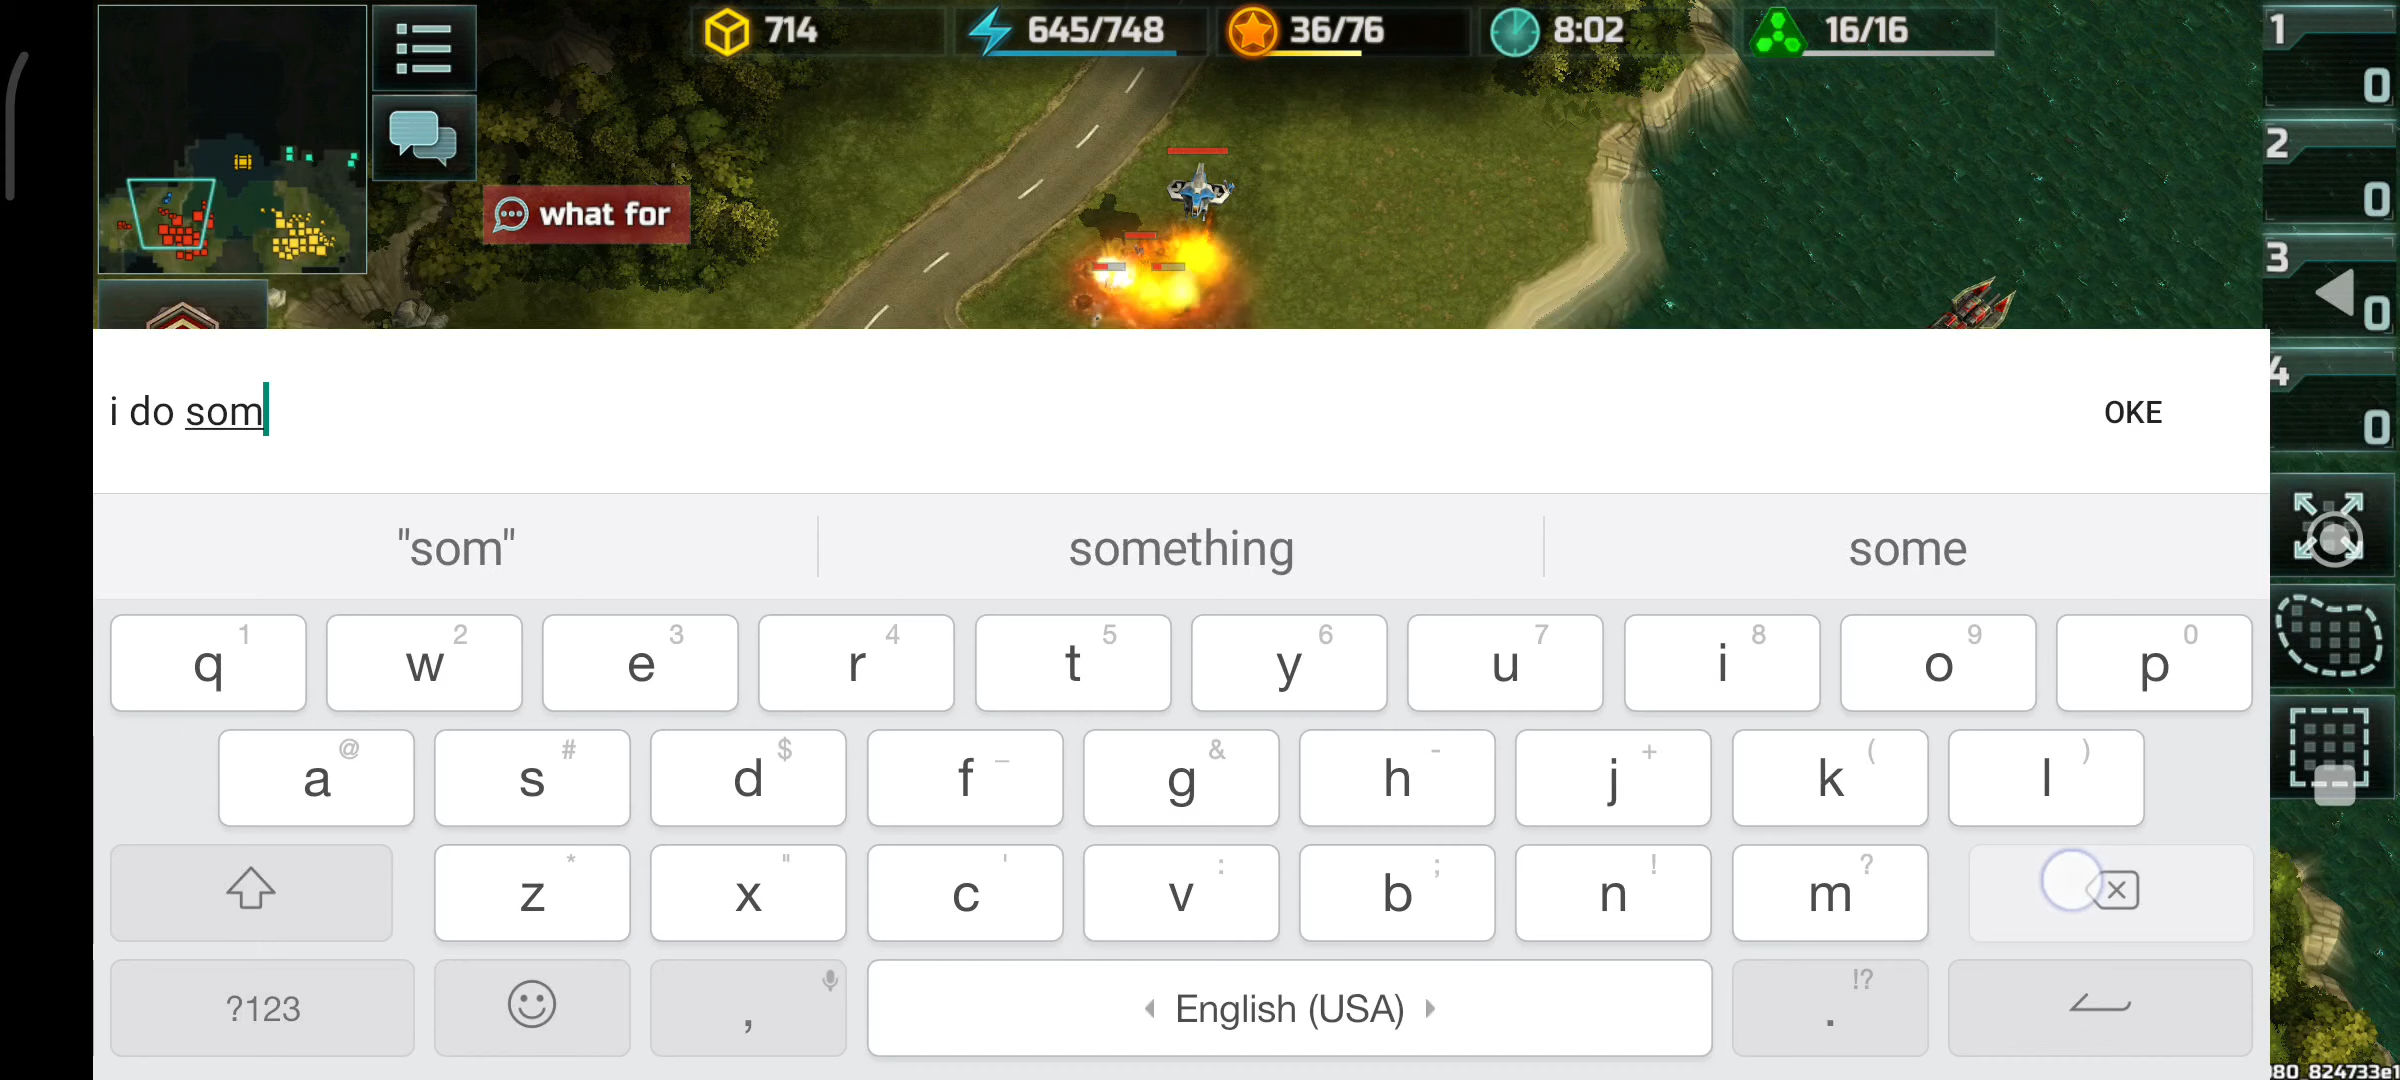 714
645/748
36/76
8:02
16/16
1
0
2
0
3
0
4
0
what for
i do som
OKE
"som"
something
some
1 2 3 4 5 6 7 8 9 0
q w e r t y u i o p
@ # $ _ & - + ( )
a s d f g h j k l
* " ' : ; ! ?
z x c v b n m
!?
?123 , English (USA) .
80_824733e1